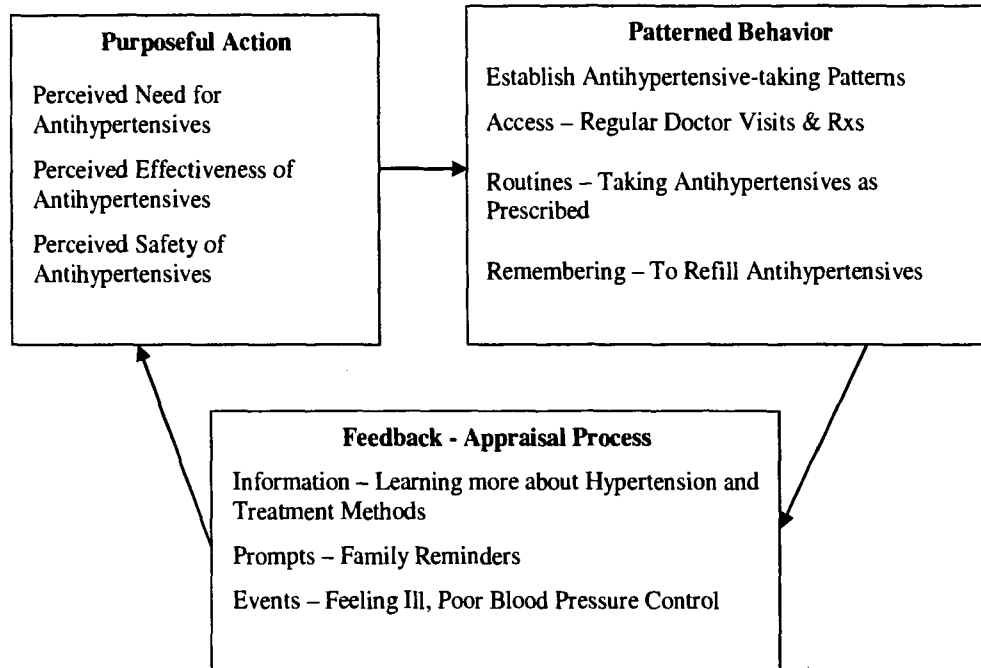 Purposeful Action
Perceived Need for
Antihypertensives
Perceived Effectiveness of
Antihypertensives
Perceived Safety of
Antihypertensives
Patterned Behavior
Establish Antihypertensive-taking Patterns
Access – Regular Doctor Visits & Rxs
Routines – Taking Antihypertensives as
Prescribed
Remembering – To Refill Antihypertensives
Feedback - Appraisal Process
Information – Learning more about Hypertension and
Treatment Methods
Prompts – Family Reminders
Events – Feeling Ill, Poor Blood Pressure Control